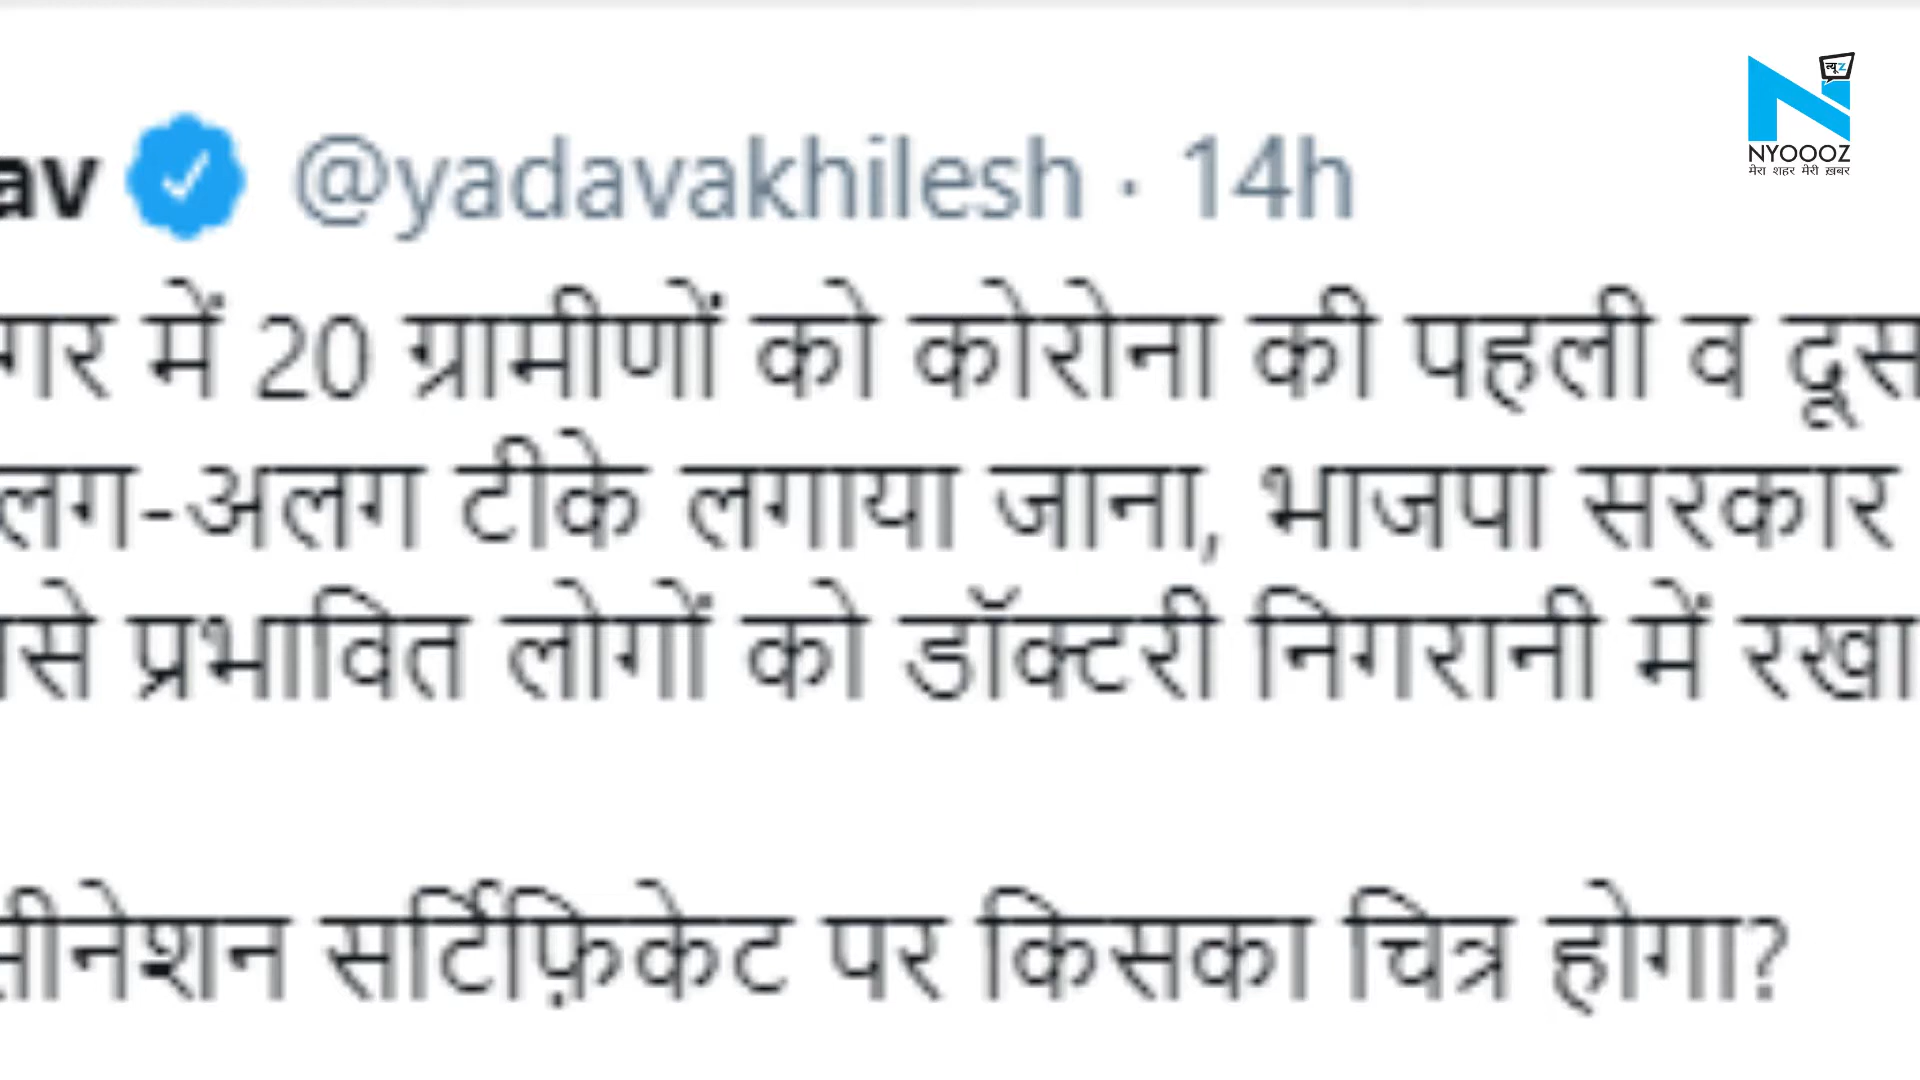 न्यूz
NYOOOZ
मेरा शहर मेरी ख़बर
av @yadavakhilesh · 14h
गर में 20 ग्रामीणों को कोरोना की पहली व दूस
लग-अलग टीके लगाया जाना, भाजपा सरकार
से प्रभावित लोगों को डॉक्टरी निगरानी में रखा
सीनेशन सर्टिफ़िकेट पर किसका चित्र होगा?